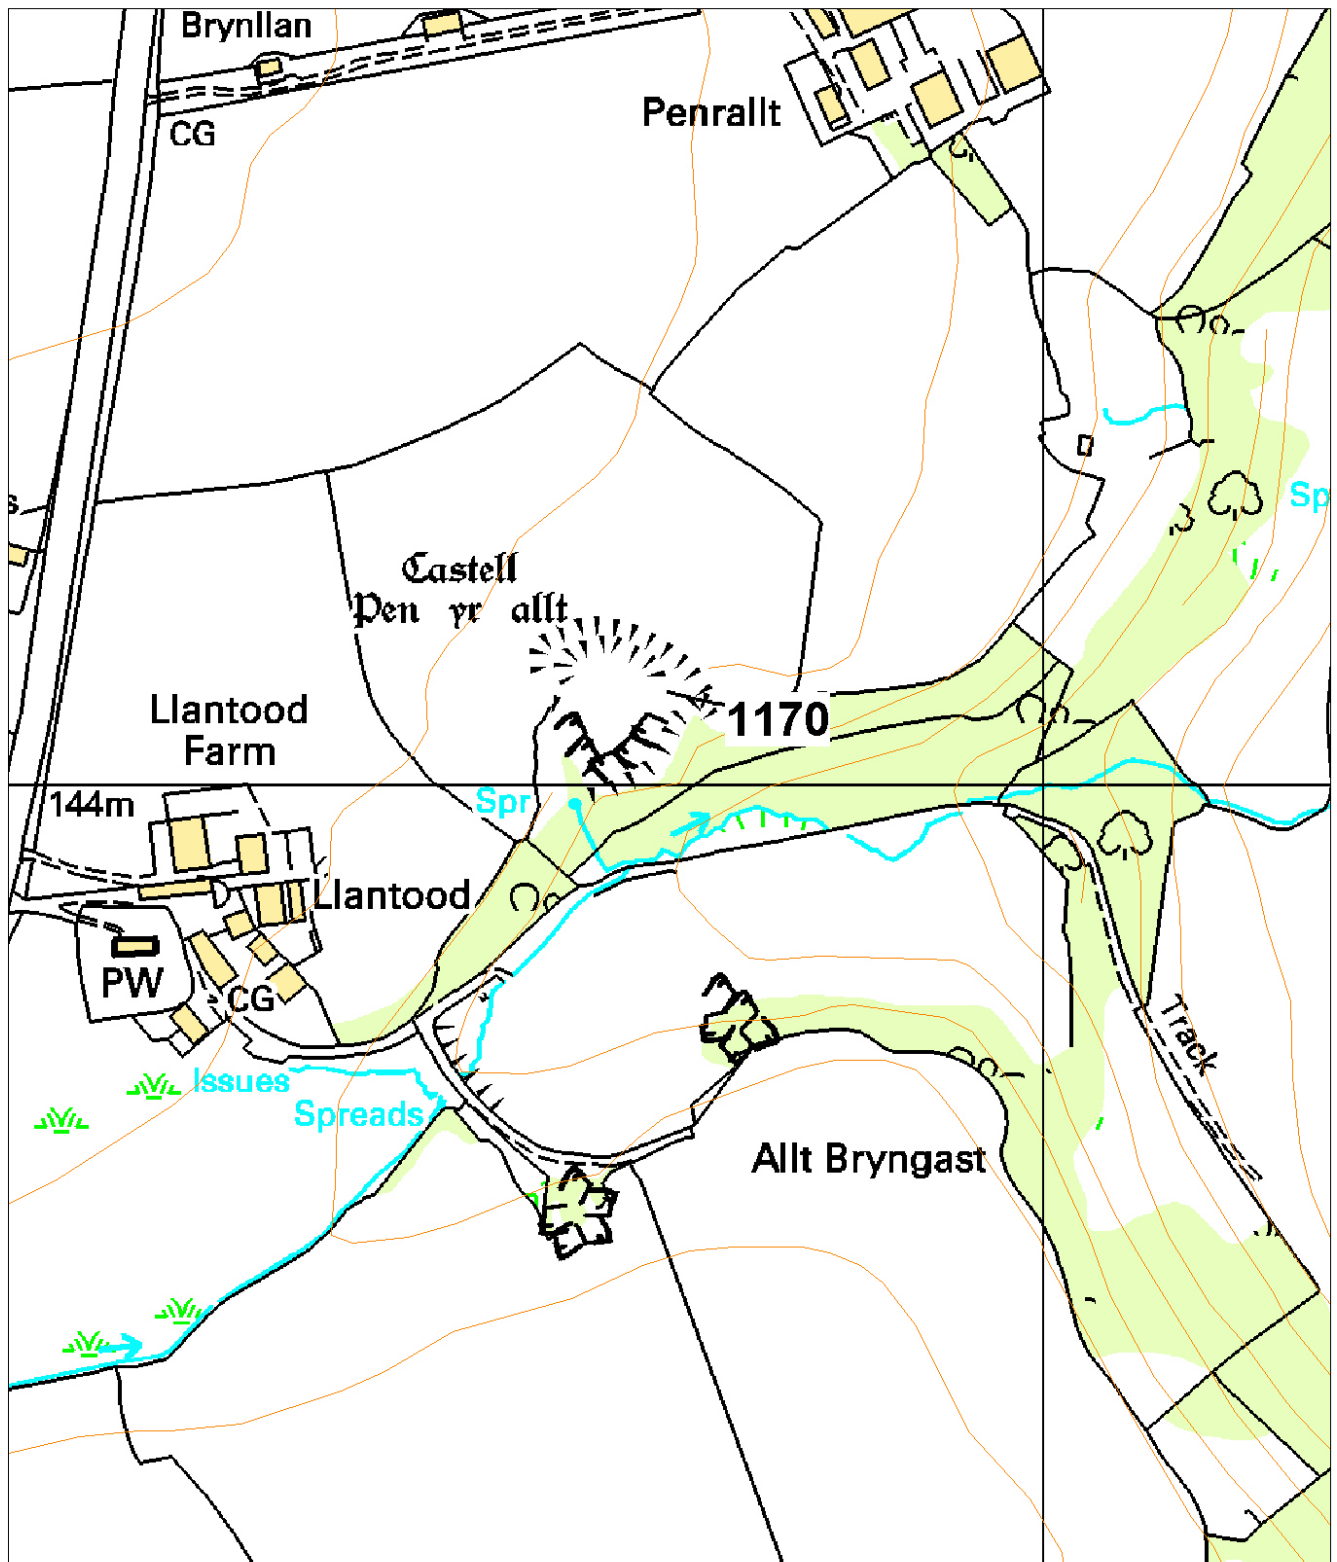 Brynllan
CG
Penrallt
s
Sp
Castell
Pen yr allt
1170
Llantood
Farm
144m
Spr
Llantood
PW
CG
Issues
Spreads
Track
Allt Bryngast